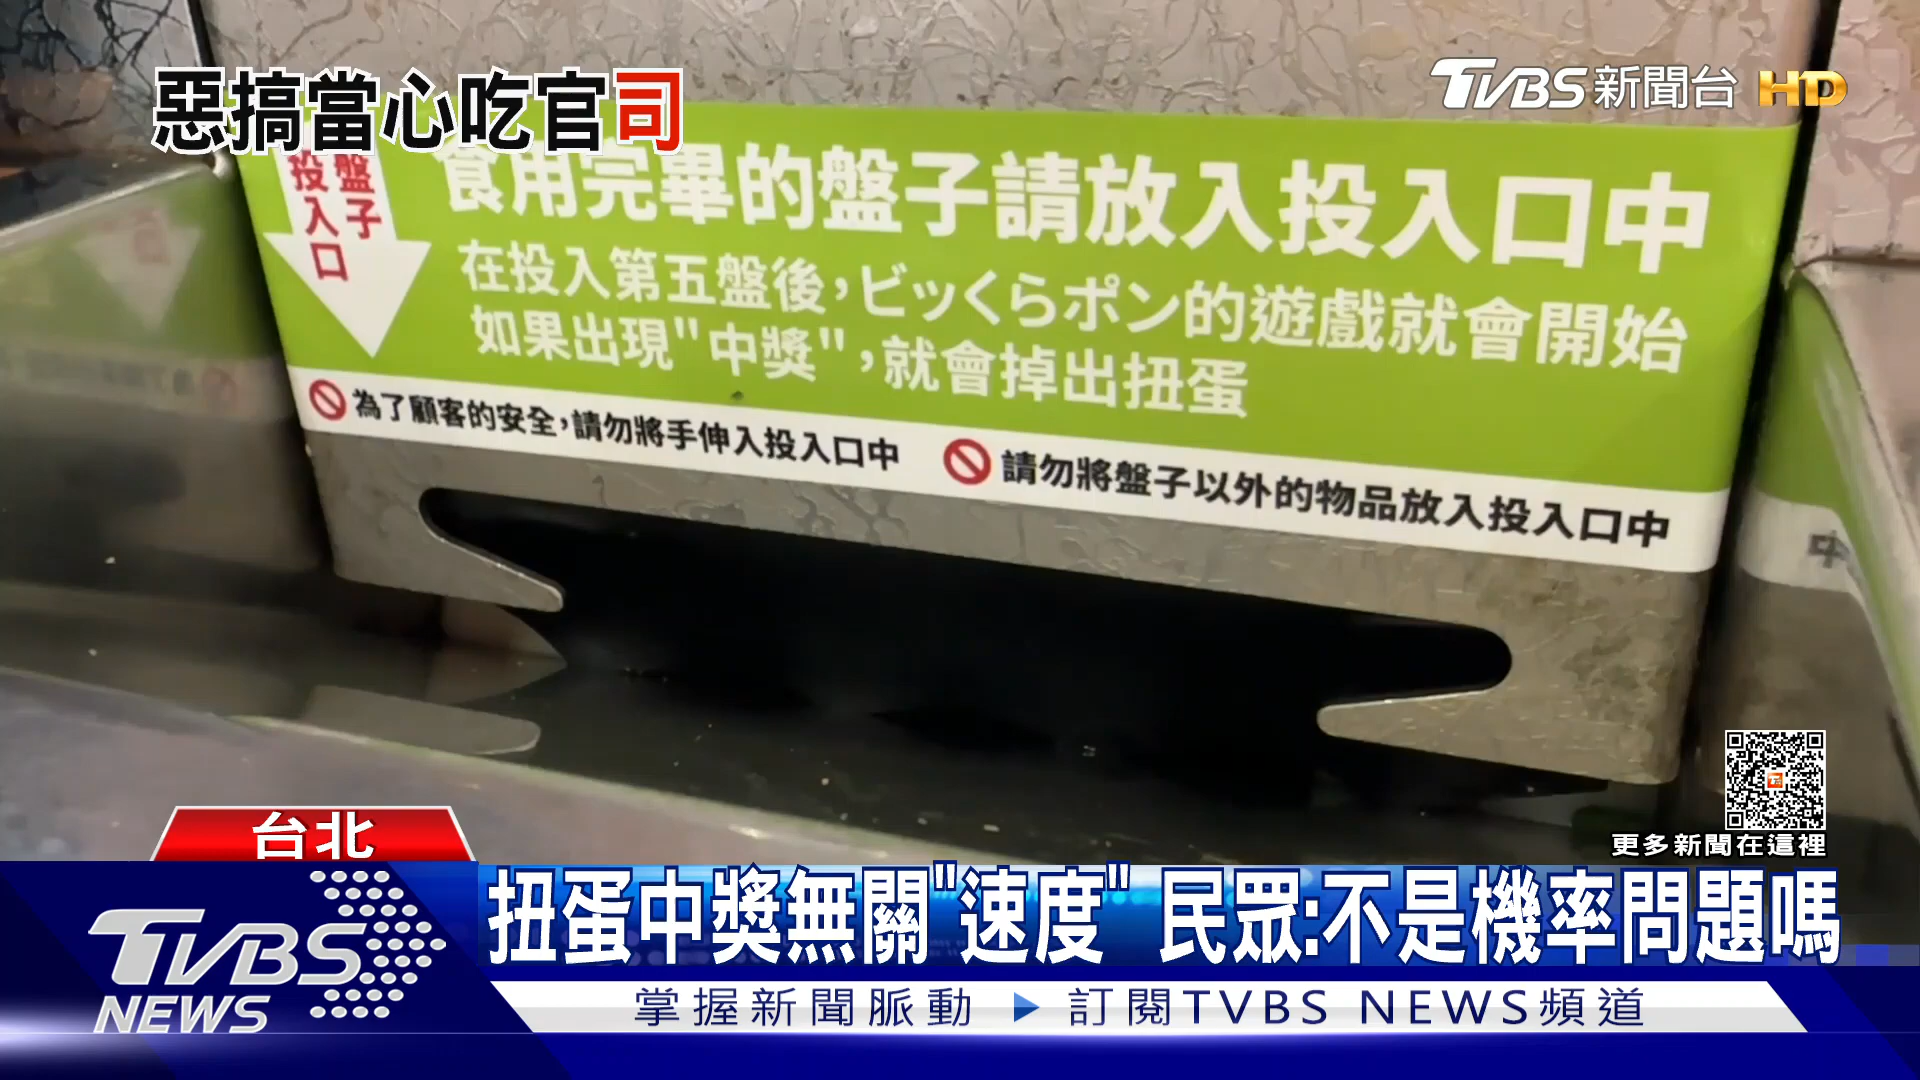 惡搞當心吃官司
TVBS新聞台 HD
盤子
投入口
食用完畢的盤子請放入投入口中
在投入第五盤後,ビッくらポン的遊戲就會開始
如果出現"中獎",就會掉出扭蛋
為了顧客的安全,請勿將手伸入投入口中
請勿將盤子以外的物品放入投入口中
中
更多新聞在這裡
台北
扭蛋中獎無關"速度" 民眾:不是機率問題嗎
TVBS NEWS
掌握新聞脈動 ▶ 訂閱TVBS NEWS頻道